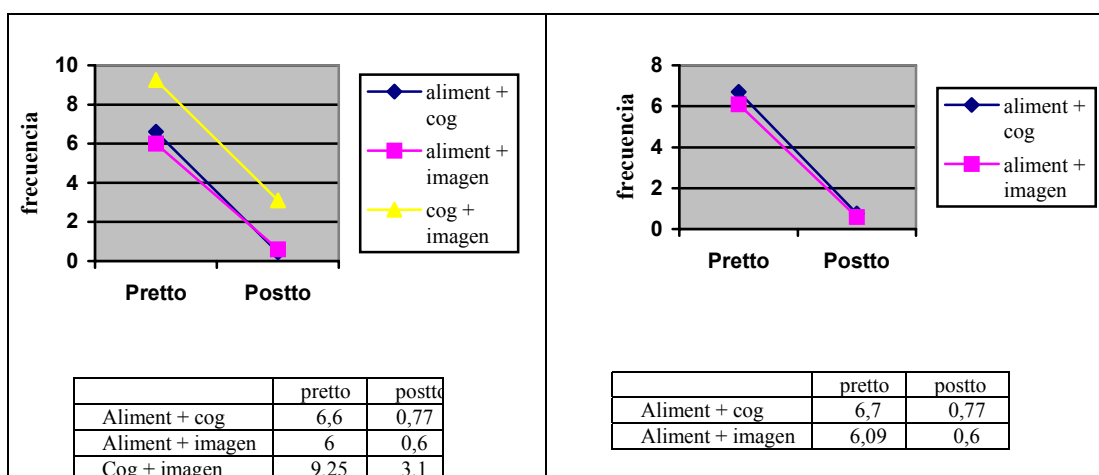 10
8
6
4
2
0
frecuencia
Pretto Postto
aliment +
cog
aliment +
imagen
cog +
imagen
pretto postto
Aliment + cog 6,6 0,77
Aliment + imagen 6 0,6
Cog + imagen 9,25 3,1
8
6
4
2
0
frecuencia
Pretto Postto
aliment +
cog
aliment +
imagen
pretto postto
Aliment + cog 6,7 0,77
Aliment + imagen 6,09 0,6